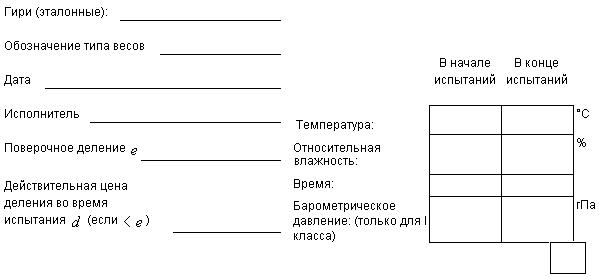 Гири (эталонные):
Обозначение типа весов
Дата
Исполнитель
Поверочное деление e
Действительная цена
деления во время
испытания d (если < e )
В начале
испытаний
В конце
испытаний
Температура: °C
Относительная
влажность: %
Время:
Барометрическое
давление: (только для I
класса) гПа